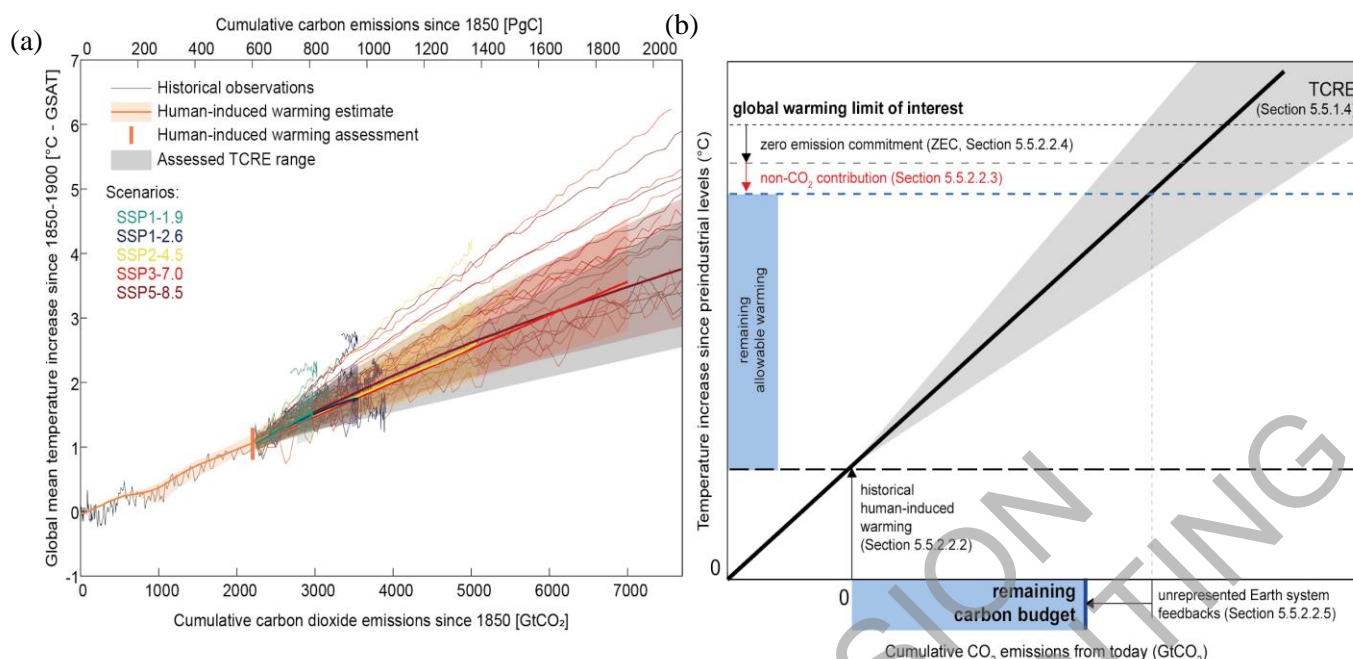 (a)
Cumulative carbon emissions since 1850 [PgC]
0 200 400 600 800 1000 1200 1400 1600 1800 2000
Global mean temperature increase since 1850-1900 [°C - GSAT]
7
6
5
4
3
2
1
0
-1
Historical observations
Human-induced warming estimate
Human-induced warming assessment
Assessed TCRE range
Scenarios:
SSP1-1.9
SSP1-2.6
SSP2-4.5
SSP3-7.0
SSP5-8.5
0 1000 2000 3000 4000 5000 6000 7000
Cumulative carbon dioxide emissions since 1850 [GtCO₂]
(b)
Temperature increase since preindustrial levels (°C)
TCRE
(Section 5.5.1.4)
global warming limit of interest
zero emission commitment (ZEC, Section 5.5.2.2.4)
non-CO₂ contribution (Section 5.5.2.2.3)
remaining
allowable warming
historical
human-induced
warming
(Section 5.5.2.2.2)
0
0
remaining
carbon budget
unrepresented Earth system
feedbacks (Section 5.5.2.2.5)
Cumulative CO₂ emissions from today (GtCO₂)